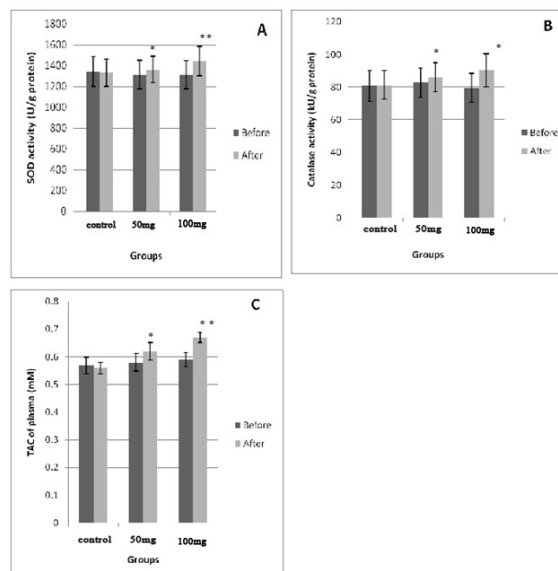 A
SOD activity (U/g protein)
1800
1600
1400
1200
1000
800
600
400
200
0
*
* *
Before
After
control 50mg 100mg
Groups
B
Catalase activity (kU/g protein)
120
100
80
60
40
20
0
*
*
Before
After
control 50mg 100mg
Groups
C
TAC of plasma (mM)
0.8
0.7
0.6
0.5
0.4
0.3
0.2
0.1
0
*
* *
Before
After
control 50mg 100mg
Groups